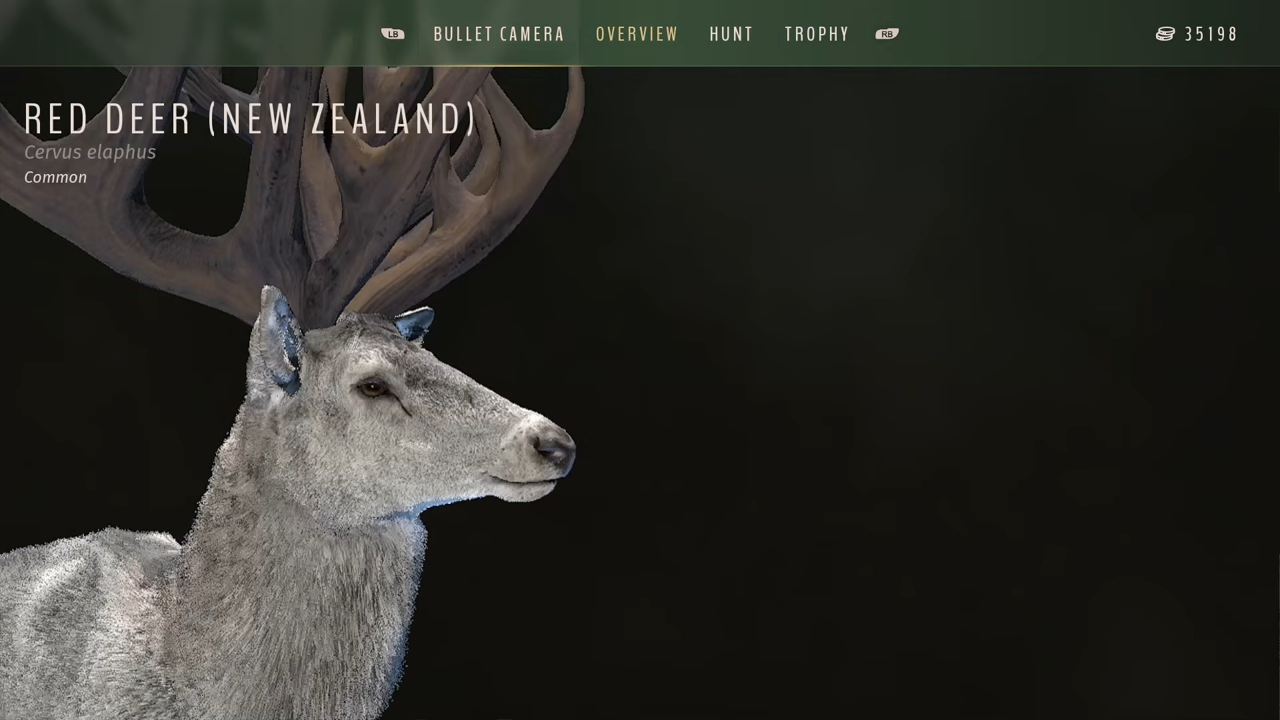 LB BULLET CAMERA OVERVIEW HUNT TROPHY RB 35198
RED DEER (NEW ZEALAND)
Cervus elaphus
Common